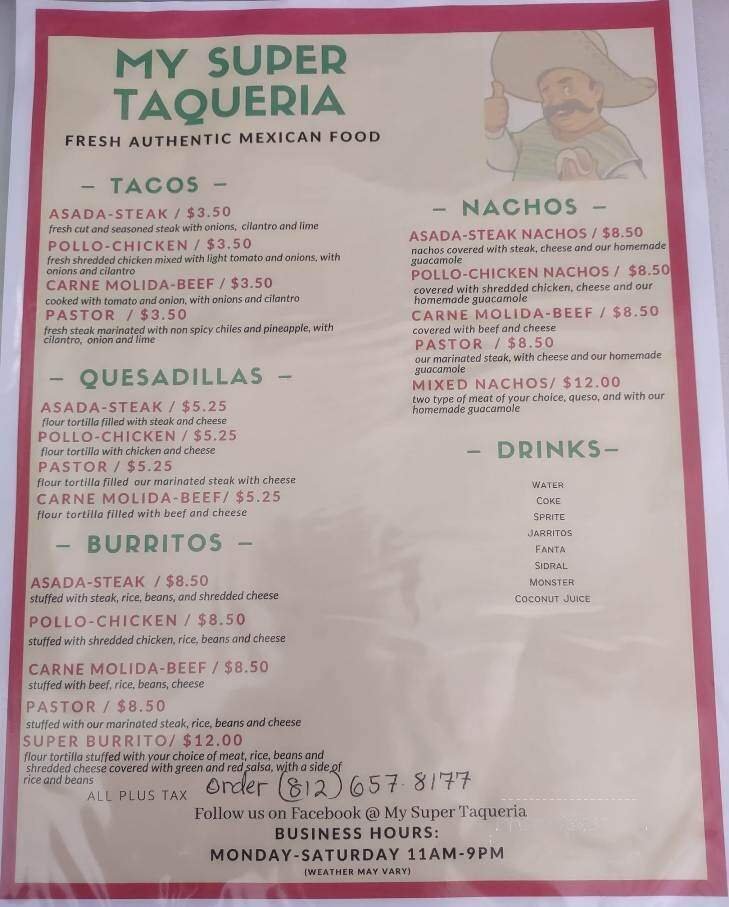 MY SUPER
TAQUERIA
FRESH AUTHENTIC MEXICAN FOOD
– TACOS –
ASADA-STEAK / $3.50
fresh cut and seasoned steak with onions, cilantro and lime
POLLO-CHICKEN / $3.50
fresh shredded chicken mixed with light tomato and onions, with
onions and cilantro
CARNE MOLIDA-BEEF / $3.50
cooked with tomato and onion, with onions and cilantro
PASTOR / $3.50
fresh steak marinated with non spicy chiles and pineapple, with
cilantro, onion and lime
– QUESADILLAS –
ASADA-STEAK / $5.25
flour tortilla filled with steak and cheese
POLLO-CHICKEN / $5.25
flour tortilla with chicken and cheese
PASTOR / $5.25
flour tortilla filled our marinated steak with cheese
CARNE MOLIDA-BEEF/ $5.25
flour tortilla filled with beef and cheese
– BURRITOS –
ASADA-STEAK / $8.50
stuffed with steak, rice, beans, and shredded cheese
POLLO-CHICKEN / $8.50
stuffed with shredded chicken, rice, beans and cheese
CARNE MOLIDA-BEEF / $8.50
stuffed with beef, rice, beans, cheese
PASTOR / $8.50
stuffed with our marinated steak, rice, beans and cheese
SUPER BURRITO/ $12.00
flour tortilla stuffed with your choice of meat, rice, beans and
shredded cheese covered with green and red salsa, with a side of
rice and beans
– NACHOS –
ASADA-STEAK NACHOS / $8.50
nachos covered with steak, cheese and our homemade
guacamole
POLLO-CHICKEN NACHOS / $8.50
covered with shredded chicken, cheese and our
homemade guacamole
CARNE MOLIDA-BEEF / $8.50
covered with beef and cheese
PASTOR / $8.50
our marinated steak, with cheese and our homemade
guacamole
MIXED NACHOS/ $12.00
two type of meat of your choice, queso, and with our
homemade guacamole
– DRINKS–
WATER
COKE
SPRITE
JARRITOS
FANTA
SIDRAL
MONSTER
COCONUT JUICE
ALL PLUS TAX
order (812) 657-8177
Follow us on Facebook @ My Super Taqueria
BUSINESS HOURS:
MONDAY-SATURDAY 11AM-9PM
(WEATHER MAY VARY)